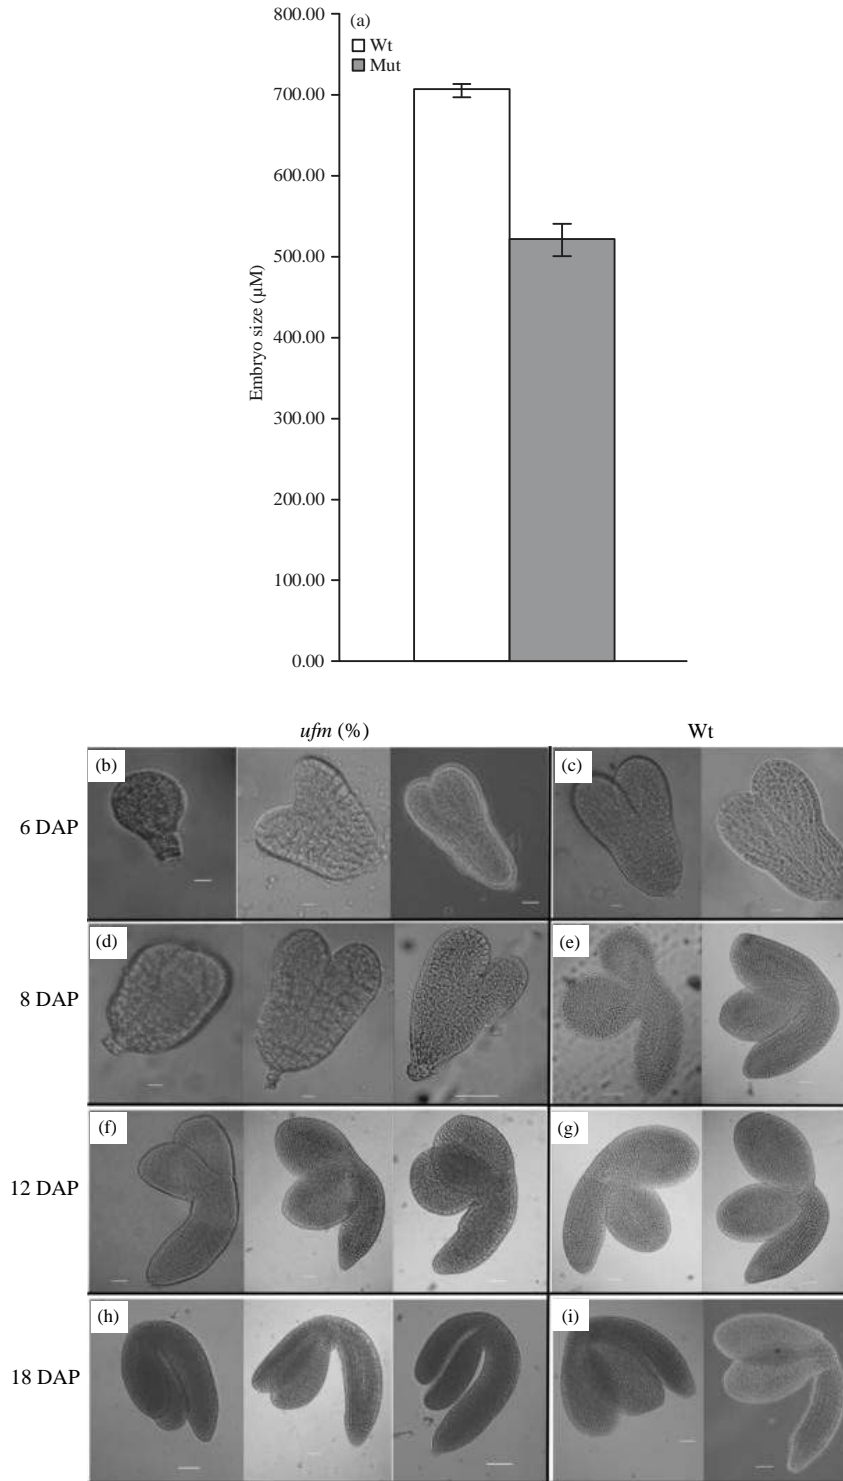 800.00
(a)
Wt
Mut
700.00
600.00
500.00
400.00
300.00
200.00
100.00
0.00
Embryo size (µM)
ufm (%)
Wt
6 DAP
(b)
(c)
8 DAP
(d)
(e)
12 DAP
(f)
(g)
18 DAP
(h)
(i)